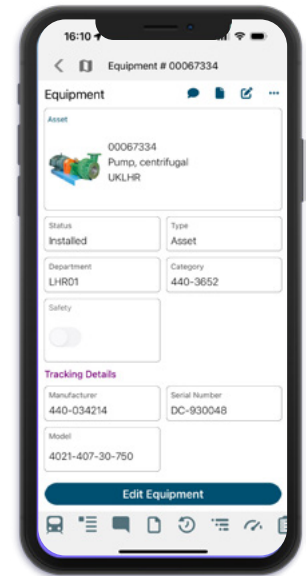 16:10
Equipment # 00067334
Equipment
Asset
00067334
Pump, centrifugal
UKLHR
Status
Installed
Type
Asset
Department
LHR01
Category
440-3652
Safety
Tracking Details
Manufacturer
440-034214
Serial Number
DC-930048
Model
4021-407-30-750
Edit Equipment